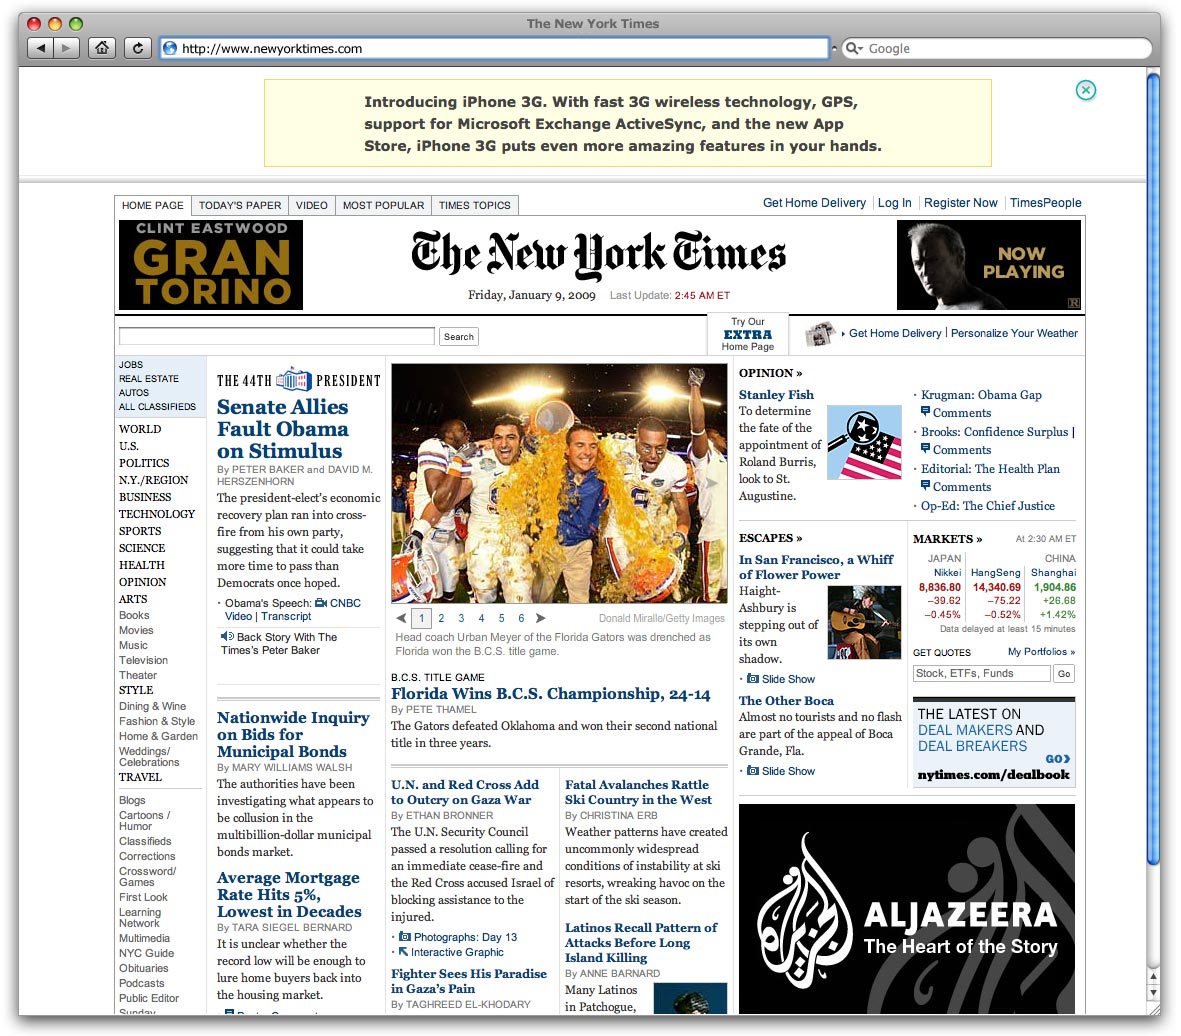 The New York Times
http://www.newyorktimes.com
Google
Introducing iPhone 3G. With fast 3G wireless technology, GPS,
support for Microsoft Exchange ActiveSync, and the new App
Store, iPhone 3G puts even more amazing features in your hands.
HOME PAGE
TODAY'S PAPER
VIDEO
MOST POPULAR
TIMES TOPICS
Get Home Delivery
Log In
Register Now
TimesPeople
CLINT EASTWOOD
GRAN
TORINO
The New York Times
Friday, January 9, 2009 Last Update: 2:45 AM ET
NOW
PLAYING
R
Search
Try Our
EXTRA
Home Page
Get Home Delivery | Personalize Your Weather
JOBS
REAL ESTATE
AUTOS
ALL CLASSIFIEDS
WORLD
U.S.
POLITICS
N.Y./REGION
BUSINESS
TECHNOLOGY
SPORTS
SCIENCE
HEALTH
OPINION
ARTS
Books
Movies
Music
Television
Theater
STYLE
Dining & Wine
Fashion & Style
Home & Garden
Weddings/
Celebrations
TRAVEL
Blogs
Cartoons /
Humor
Classifieds
Corrections
Crossword/
Games
First Look
Learning
Network
Multimedia
NYC Guide
Obituaries
Podcasts
Public Editor
Sunday
THE 44TH PRESIDENT
Senate Allies
Fault Obama
on Stimulus
By PETER BAKER and DAVID M.
HERSZENHORN
The president-elect's economic
recovery plan ran into cross-
fire from his own party,
suggesting that it could take
more time to pass than
Democrats once hoped.
· Obama's Speech: CNBC
Video | Transcript
Back Story With The
Times's Peter Baker
Nationwide Inquiry
on Bids for
Municipal Bonds
By MARY WILLIAMS WALSH
The authorities have been
investigating what appears to
be collusion in the
multibillion-dollar municipal
bonds market.
Average Mortgage
Rate Hits 5%,
Lowest in Decades
By TARA SIEGEL BERNARD
It is unclear whether the
record low will be enough to
lure home buyers back into
the housing market.
1 2 3 4 5 6
Donald Miralle/Getty Images
Head coach Urban Meyer of the Florida Gators was drenched as
Florida won the B.C.S. title game.
B.C.S. TITLE GAME
Florida Wins B.C.S. Championship, 24-14
By PETE THAMEL
The Gators defeated Oklahoma and won their second national
title in three years.
U.N. and Red Cross Add
to Outcry on Gaza War
By ETHAN BRONNER
The U.N. Security Council
passed a resolution calling for
an immediate cease-fire and
the Red Cross accused Israel of
blocking assistance to the
injured.
· Photographs: Day 13
· Interactive Graphic
Fighter Sees His Paradise
in Gaza's Pain
By TAGHREED EL-KHODARY
Fatal Avalanches Rattle
Ski Country in the West
By CHRISTINA ERB
Weather patterns have created
uncommonly widespread
conditions of instability at ski
resorts, wreaking havoc on the
start of the ski season.
Latinos Recall Pattern of
Attacks Before Long
Island Killing
By ANNE BARNARD
Many Latinos
in Patchogue,
OPINION »
Stanley Fish
To determine
the fate of the
appointment of
Roland Burris,
look to St.
Augustine.
· Krugman: Obama Gap
Comments
· Brooks: Confidence Surplus |
Comments
· Editorial: The Health Plan
Comments
· Op-Ed: The Chief Justice
ESCAPES »
In San Francisco, a Whiff
of Flower Power
Haight-
Ashbury is
stepping out of
its own
shadow.
· Slide Show
The Other Boca
Almost no tourists and no flash
are part of the appeal of Boca
Grande, Fla.
· Slide Show
MARKETS » At 2:30 AM ET
JAPAN CHINA
Nikkei HangSeng Shanghai
8,836.80 14,340.69 1,904.86
−39.62 −75.22 +26.68
−0.45% −0.52% +1.42%
Data delayed at least 15 minutes
GET QUOTES My Portfolios »
Stock, ETFs, Funds Go
THE LATEST ON
DEAL MAKERS AND
DEAL BREAKERS
GO
nytimes.com/dealbook
ALJAZEERA
The Heart of the Story